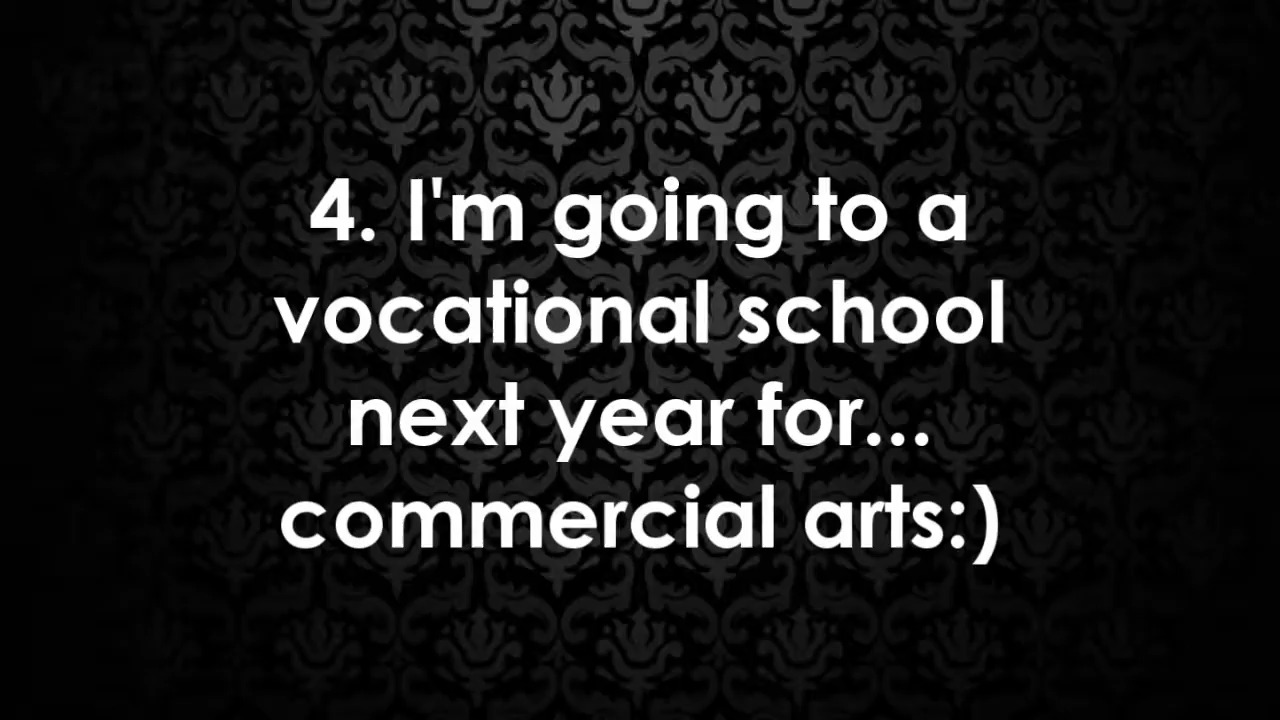 4. I'm going to a
vocational school
next year for...
commercial arts:)